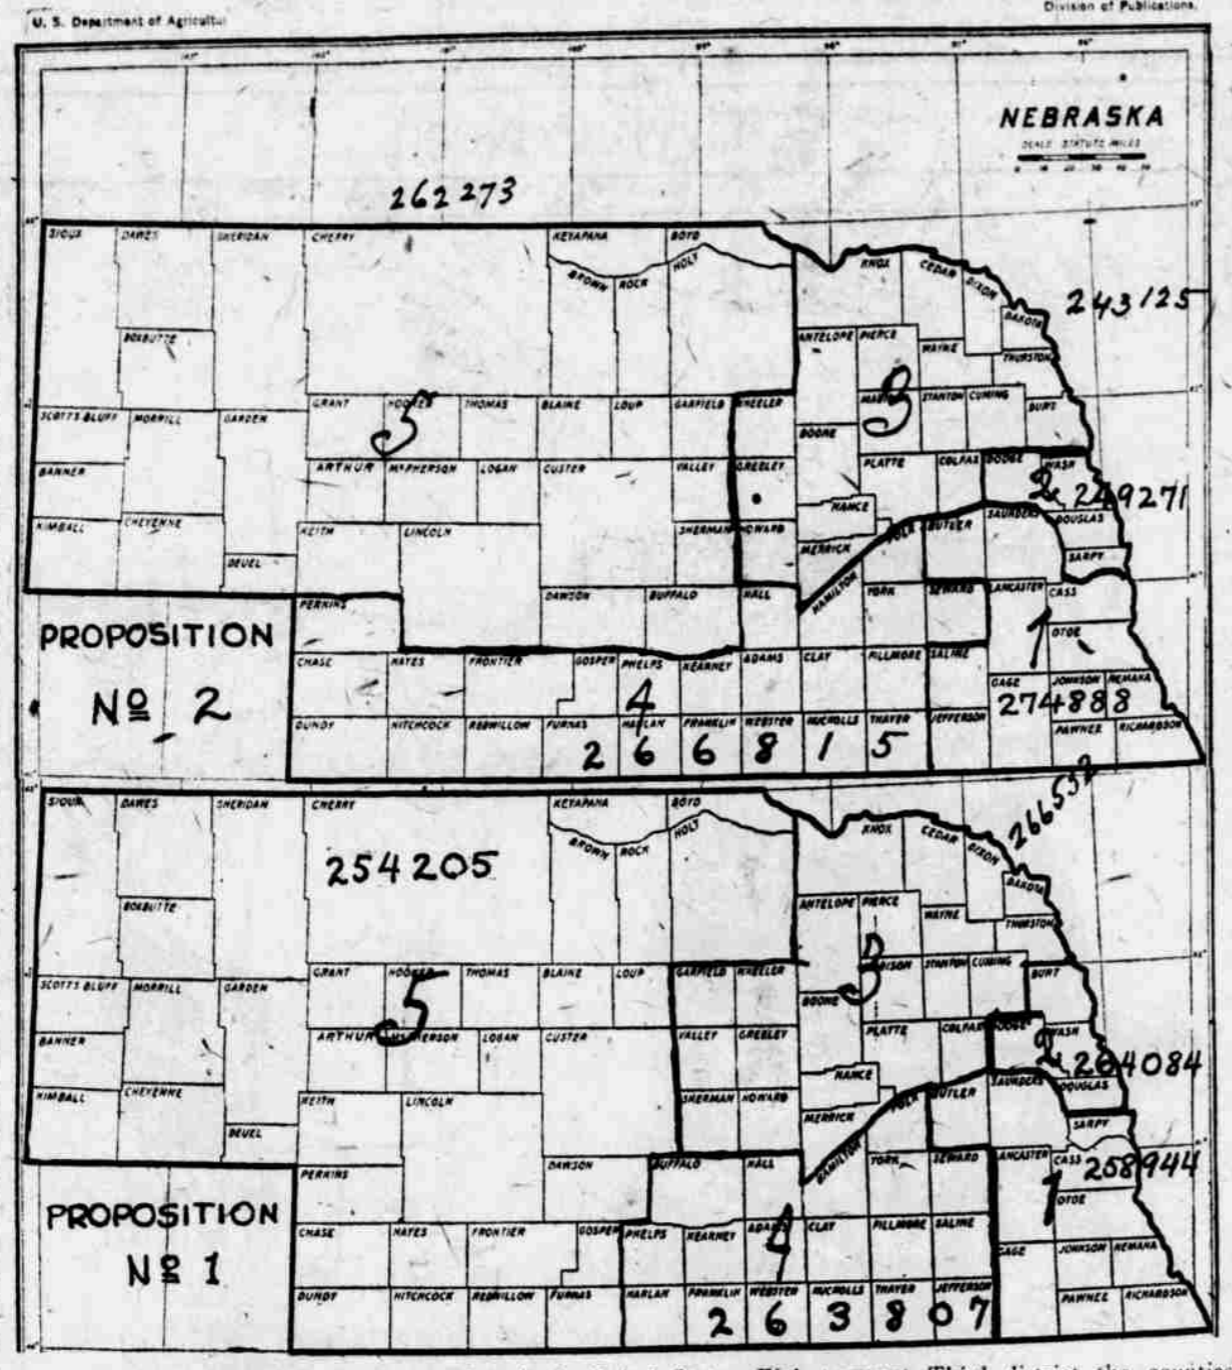 U. S. Department of Agricultu
Division of Publications.
NEBRASKA
SCALE STATUTE MILES
262273
SIOUX DAWES SHERIDAN CHERRY KEYAPAHA BOYD
BROWN ROCK HOLT KNOX CEDAR DIXON
243125
DAKOTA
BOXBUTTE ANTELOPE PIERCE WAYNE THURSTON
3
SCOTTS BLUFF MORRILL GARDEN GRANT HOOKER THOMAS BLAINE LOUP GARFIELD WHEELER MADISON STANTON CUMING BURT
5
BOONE
BANNER ARTHUR McPHERSON LOGAN CUSTER VALLEY GREELEY PLATTE COLFAX DODGE WASH
2 249271
NANCE
KIMBALL CHEYENNE KEITH LINCOLN SHERMAN HOWARD POLK BUTLER SAUNDERS DOUGLAS
DEUEL MERRICK SARPY
PERKINS DAWSON BUFFALO HALL HAMILTON YORK SEWARD LANCASTER CASS
PROPOSITION
1
OTOE
CHASE HAYES FRONTIER GOSPER PHELPS KEARNEY ADAMS CLAY FILLMORE SALINE
GAGE JOHNSON NEMAHA
No 2
4
274888
DUNDY HITCHCOCK REDWILLOW FURNAS HARLAN FRANKLIN WEBSTER NUCKOLLS THAYER JEFFERSON PAWNEE RICHARDSON
266815
SIOUX DAWES SHERIDAN CHERRY KEYAPAHA BOYD
266532
BROWN ROCK HOLT KNOX CEDAR DIXON
254205
DAKOTA
BOXBUTTE ANTELOPE PIERCE WAYNE THURSTON
3
SCOTTS BLUFF MORRILL GARDEN GRANT HOOKER THOMAS BLAINE LOUP GARFIELD WHEELER MADISON STANTON CUMING BURT
5
BOONE
BANNER ARTHUR McPHERSON LOGAN CUSTER VALLEY GREELEY PLATTE COLFAX DODGE WASH
2 264084
NANCE
KIMBALL CHEYENNE KEITH LINCOLN SHERMAN HOWARD POLK BUTLER SAUNDERS DOUGLAS
DEUEL MERRICK SARPY
PERKINS DAWSON BUFFALO HALL HAMILTON YORK SEWARD LANCASTER CASS
258944
PROPOSITION
1
OTOE
CHASE HAYES FRONTIER GOSPER PHELPS KEARNEY ADAMS CLAY FILLMORE SALINE
GAGE JOHNSON NEMAHA
No 1
4
DUNDY HITCHCOCK REDWILLOW FURNAS HARLAN FRANKLIN WEBSTER NUCKOLLS THAYER JEFFERSON PAWNEE RICHARDSON
263807